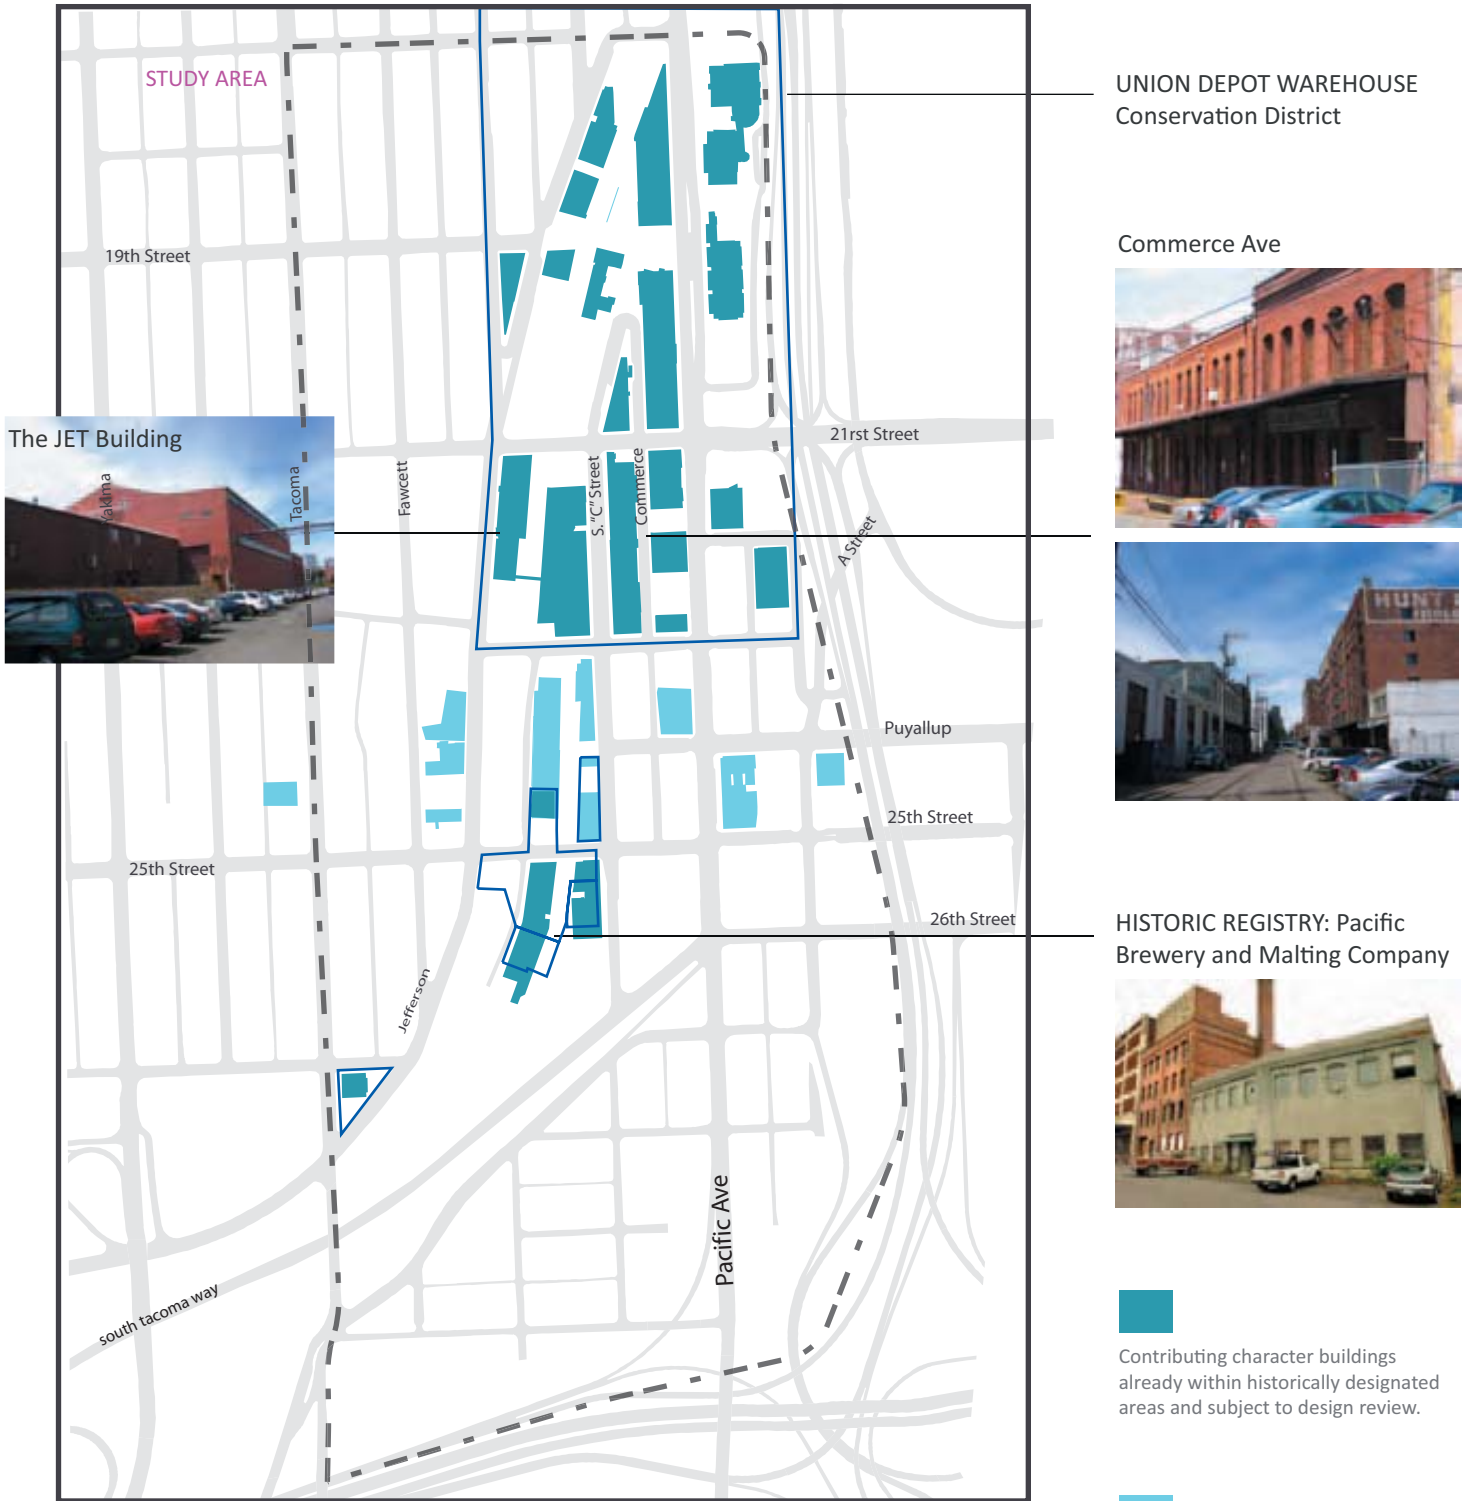 STUDY AREA
UNION DEPOT WAREHOUSE
Conservation District
19th Street
Commerce Ave
The JET Building
21rst Street
Yakima
Tacoma
Fawcett
S. "C" Street
Commerce
A Street
Puyallup
25th Street
25th Street
26th Street
HISTORIC REGISTRY: Pacific
Brewery and Malting Company
Jefferson
Pacific Ave
south tacoma way
Contributing character buildings
already within historically designated
areas and subject to design review.